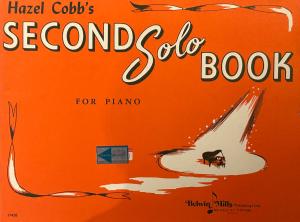 Hazel Cobb's
SECOND Solo
BOOK
FOR PIANO
Belwin Mills